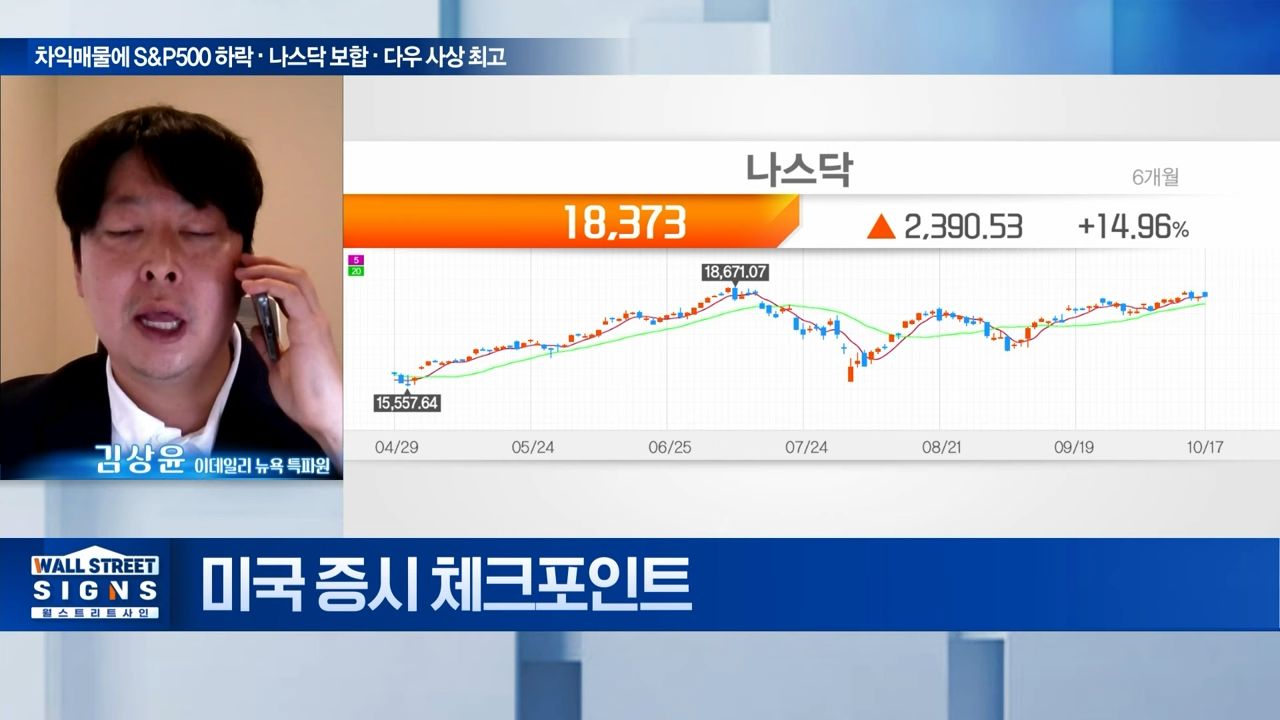 차익매물에 S&P500 하락· 나스닥 보합· 다우 사상 최고
나스닥
6개월
18,373
▲ 2,390.53
+14.96%
5
20
18,671.07
15,557.64
04/29
05/24
06/25
07/24
08/21
09/19
10/17
김상윤 이데일리 뉴욕 특파원
WALL STREET
SIGNS
월스트리트사인
미국 증시 체크포인트